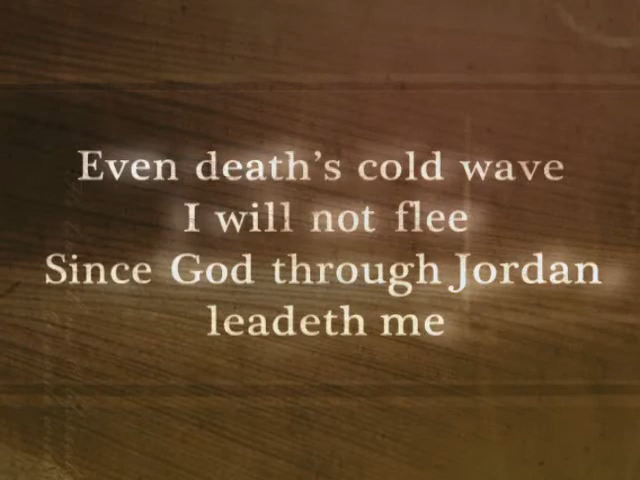 Even death's cold wave
I will not flee
Since God through Jordan
leadeth me